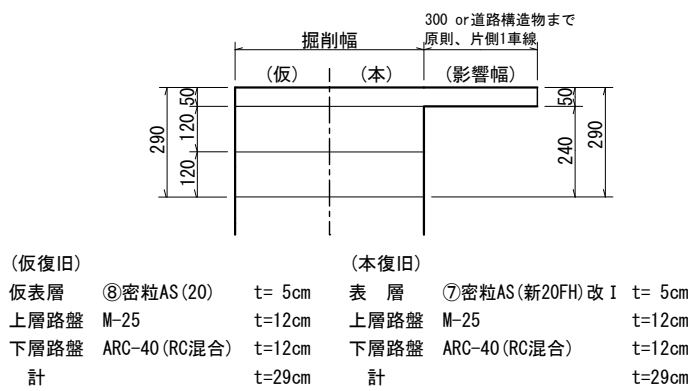 300 or道路構造物まで
原則、片側1車線
掘削幅
(仮) (本) (影響幅)
290 50 120 120
50 240 290
(仮復旧) (本復旧)
仮表層 ⑧密粒AS(20) t= 5cm 表 層 ⑦密粒AS(新20FH)改Ⅰ t= 5cm
上層路盤 M-25 t=12cm 上層路盤 M-25 t=12cm
下層路盤 ARC-40(RC混合) t=12cm 下層路盤 ARC-40(RC混合) t=12cm
計 t=29cm 計 t=29cm